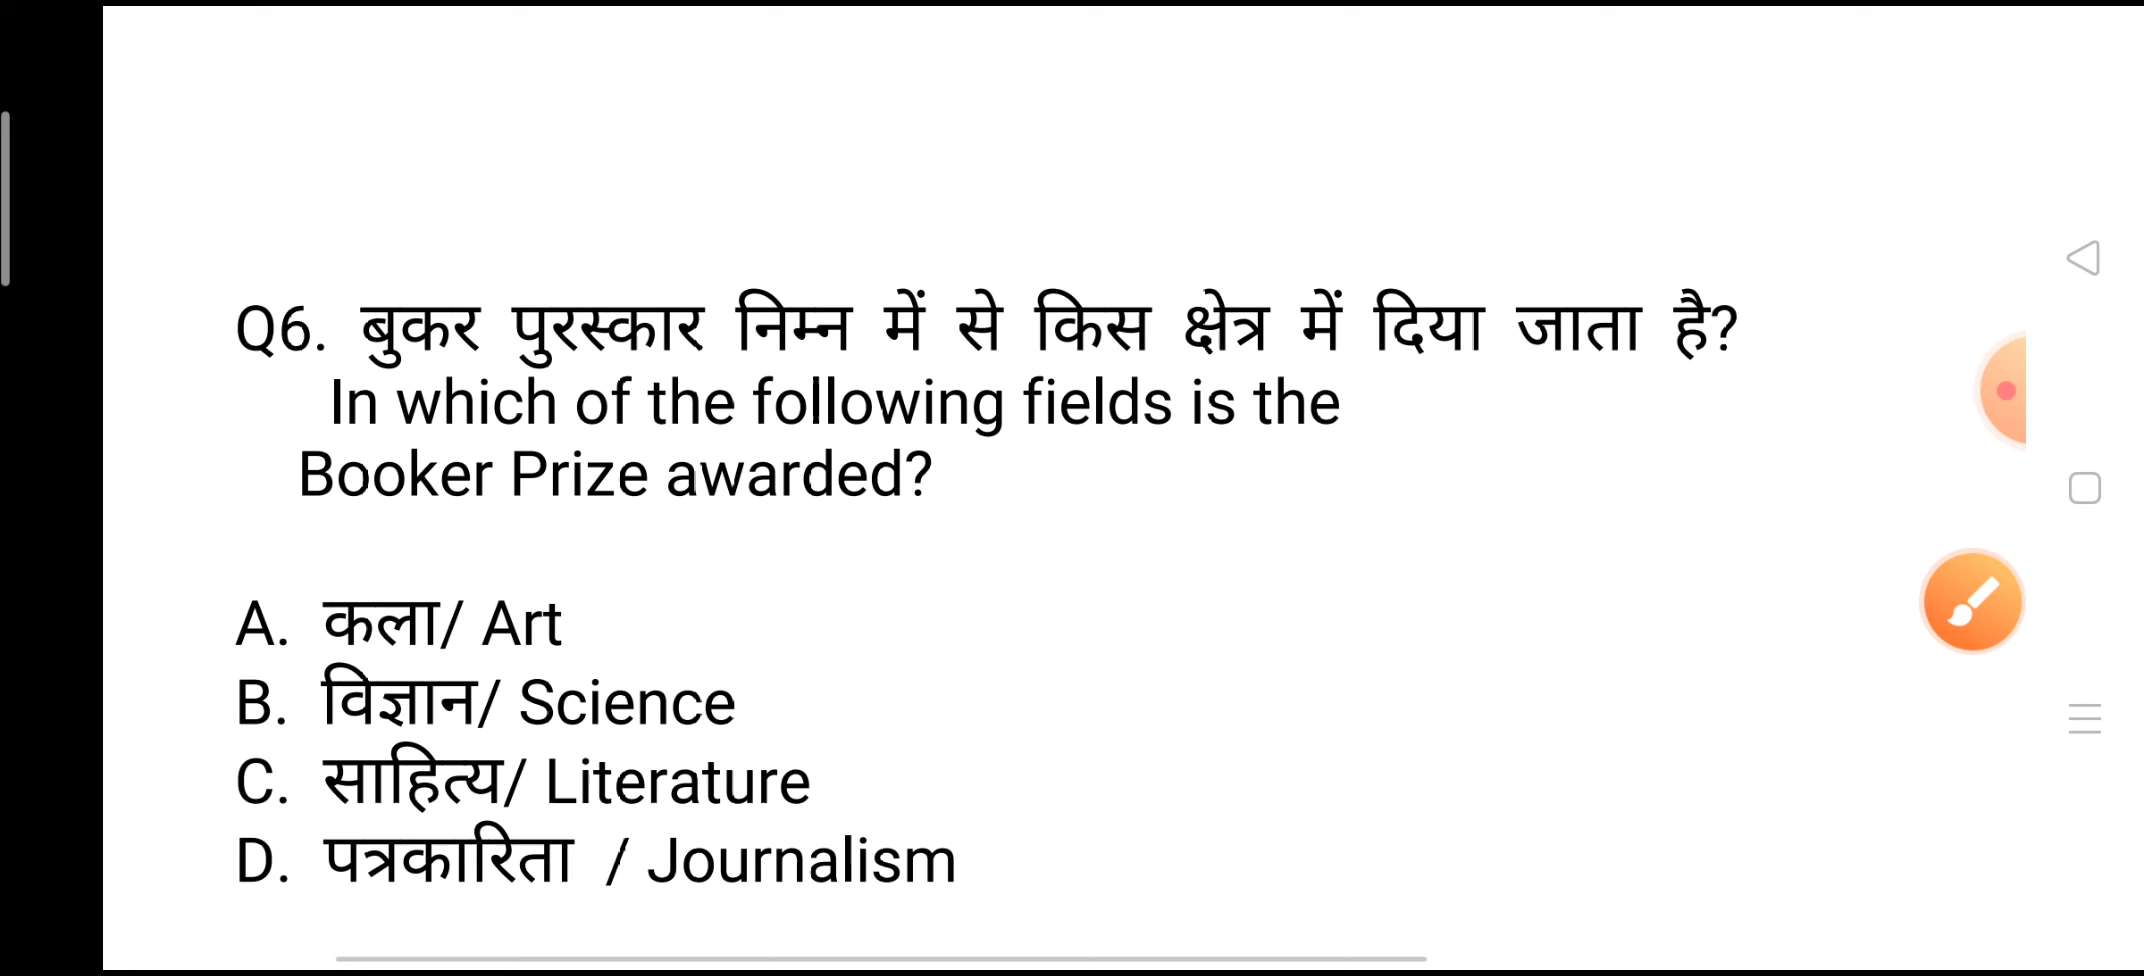 Q6. बुकर पुरस्कार निम्न में से किस क्षेत्र में दिया जाता है?
In which of the following fields is the
Booker Prize awarded?
A. कला/ Art
B. विज्ञान/ Science
C. साहित्य/ Literature
D. पत्रकारिता / Journalism